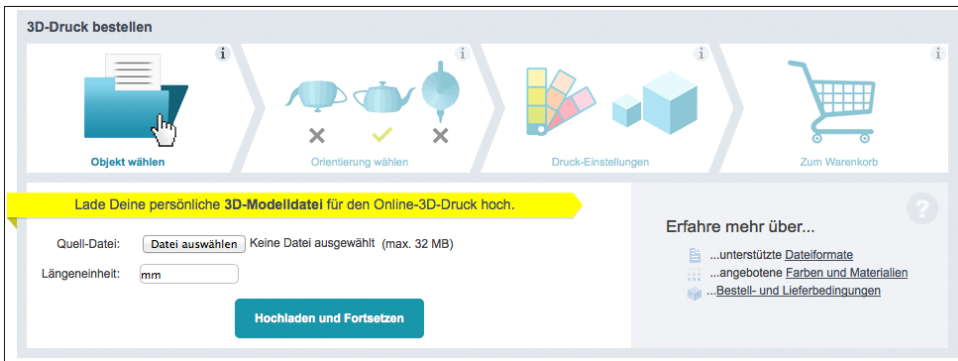 3D-Druck bestellen
i
i
i
i
Objekt wählen
Orientierung wählen
Druck-Einstellungen
Zum Warenkorb
Lade Deine persönliche 3D-Modelldatei für den Online-3D-Druck hoch.
Quell-Datei: Datei auswählen Keine Datei ausgewählt (max. 32 MB)
Längeneinheit: mm
Hochladen und Fortsetzen
?
Erfahre mehr über...
...unterstützte Dateiformate
...angebotene Farben und Materialien
...Bestell- und Lieferbedingungen